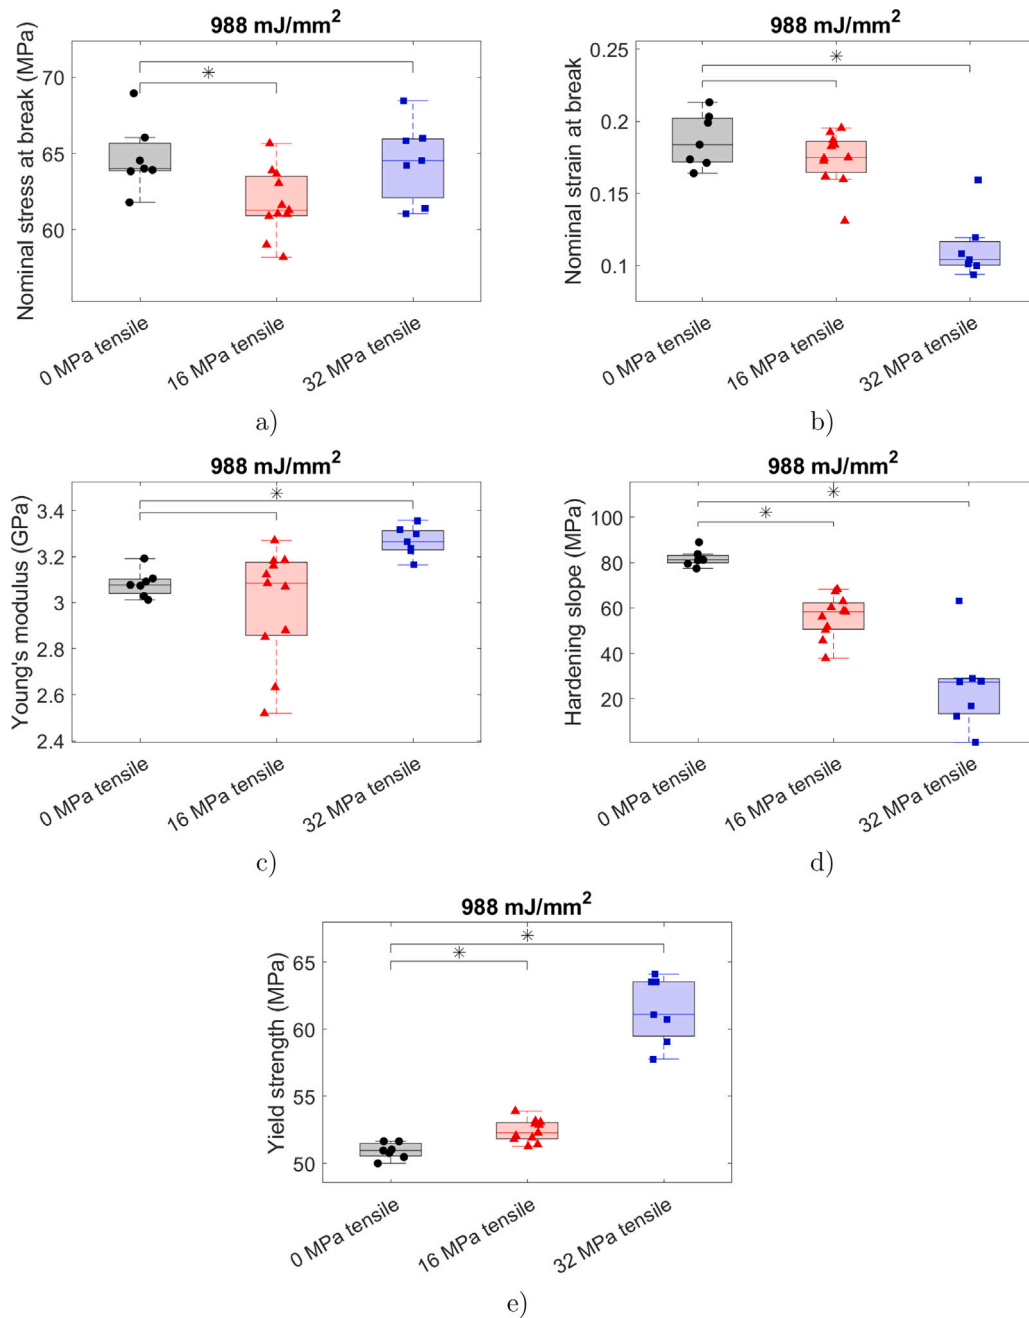 988 mJ/mm²
Nominal stress at break (MPa)
70
65
60
*
0 MPa tensile
16 MPa tensile
32 MPa tensile
a)
988 mJ/mm²
Nominal strain at break
0.25
0.2
0.15
0.1
*
0 MPa tensile
16 MPa tensile
32 MPa tensile
b)
988 mJ/mm²
Young's modulus (GPa)
3.4
3.2
3
2.8
2.6
2.4
*
0 MPa tensile
16 MPa tensile
32 MPa tensile
c)
988 mJ/mm²
Hardening slope (MPa)
100
80
60
40
20
*
*
0 MPa tensile
16 MPa tensile
32 MPa tensile
d)
988 mJ/mm²
Yield strength (MPa)
65
60
55
50
*
*
0 MPa tensile
16 MPa tensile
32 MPa tensile
e)